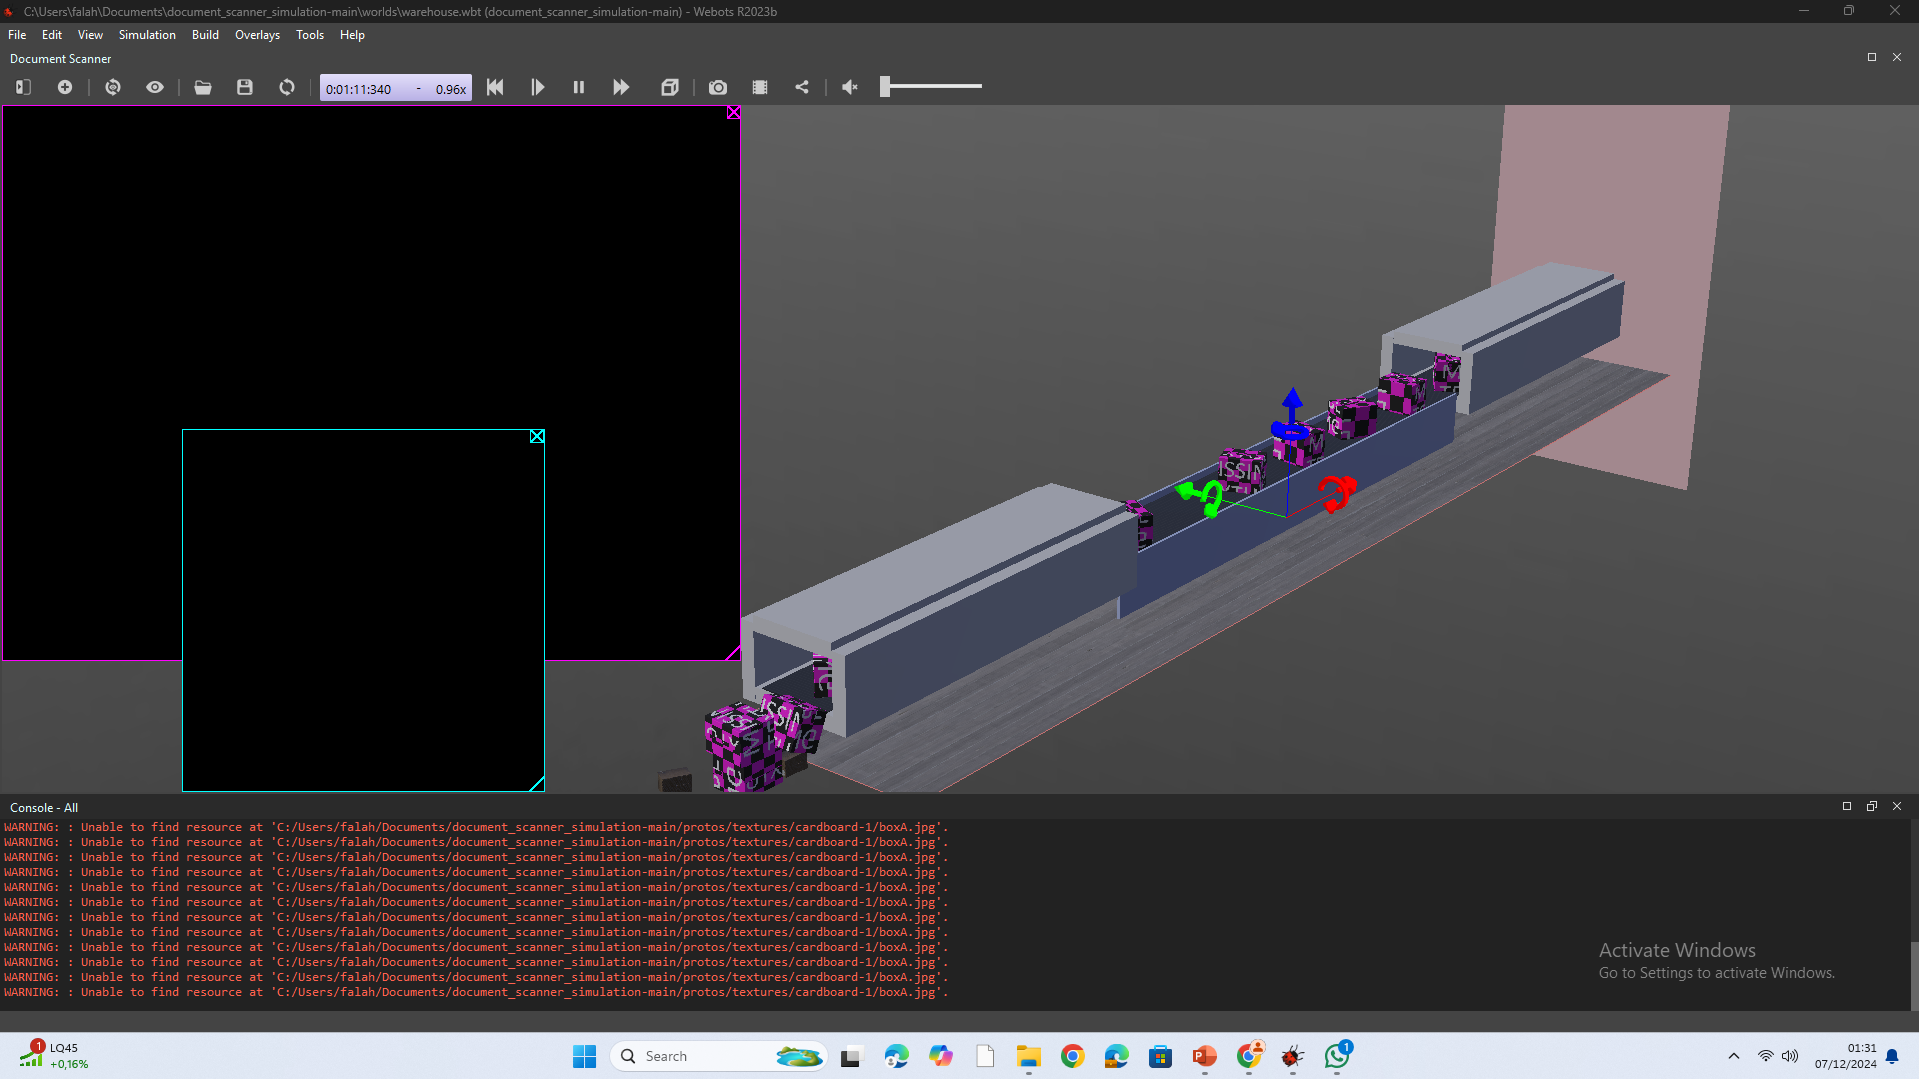 C:\Users\falah\Documents\document_scanner_simulation-main\worlds\warehouse.wbt (document_scanner_simulation-main) - Webots R2023b
File Edit View Simulation Build Overlays Tools Help
Document Scanner
0:01:11:340 - 0.96x
ISSIN
Console - All
WARNING: : Unable to find resource at 'C:/Users/falah/Documents/document_scanner_simulation-main/protos/textures/cardboard-1/boxA.jpg'.
WARNING: : Unable to find resource at 'C:/Users/falah/Documents/document_scanner_simulation-main/protos/textures/cardboard-1/boxA.jpg'.
WARNING: : Unable to find resource at 'C:/Users/falah/Documents/document_scanner_simulation-main/protos/textures/cardboard-1/boxA.jpg'.
WARNING: : Unable to find resource at 'C:/Users/falah/Documents/document_scanner_simulation-main/protos/textures/cardboard-1/boxA.jpg'.
WARNING: : Unable to find resource at 'C:/Users/falah/Documents/document_scanner_simulation-main/protos/textures/cardboard-1/boxA.jpg'.
WARNING: : Unable to find resource at 'C:/Users/falah/Documents/document_scanner_simulation-main/protos/textures/cardboard-1/boxA.jpg'.
WARNING: : Unable to find resource at 'C:/Users/falah/Documents/document_scanner_simulation-main/protos/textures/cardboard-1/boxA.jpg'.
WARNING: : Unable to find resource at 'C:/Users/falah/Documents/document_scanner_simulation-main/protos/textures/cardboard-1/boxA.jpg'.
WARNING: : Unable to find resource at 'C:/Users/falah/Documents/document_scanner_simulation-main/protos/textures/cardboard-1/boxA.jpg'.
WARNING: : Unable to find resource at 'C:/Users/falah/Documents/document_scanner_simulation-main/protos/textures/cardboard-1/boxA.jpg'.
WARNING: : Unable to find resource at 'C:/Users/falah/Documents/document_scanner_simulation-main/protos/textures/cardboard-1/boxA.jpg'.
WARNING: : Unable to find resource at 'C:/Users/falah/Documents/document_scanner_simulation-main/protos/textures/cardboard-1/boxA.jpg'.
Activate Windows
Go to Settings to activate Windows.
1
LQ45
+0,16%
Search
1
01:31
07/12/2024